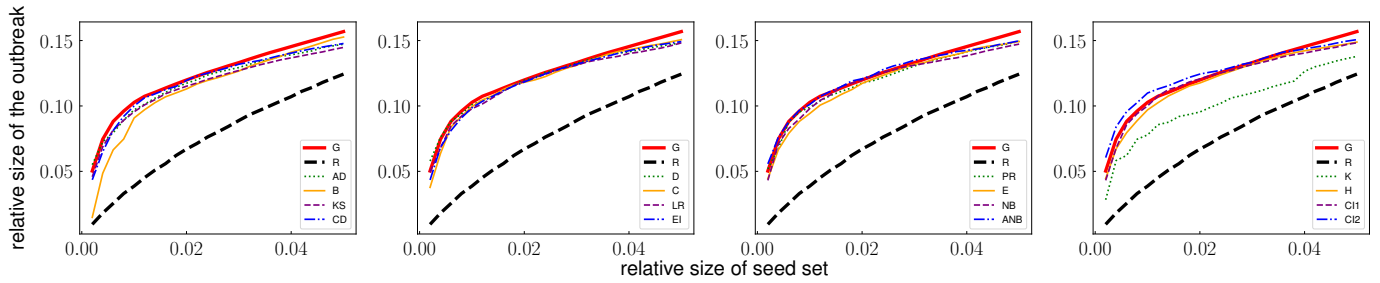 relative size of the outbreak
0.15
0.10
0.05
0.00
0.02
0.04
G
R
AD
B
KS
CD
0.15
0.10
0.05
0.00
0.02
0.04
G
R
D
C
LR
EI
0.15
0.10
0.05
0.00
0.02
0.04
G
R
PR
E
NB
ANB
0.15
0.10
0.05
0.00
0.02
0.04
G
R
K
H
CI1
CI2
relative size of seed set